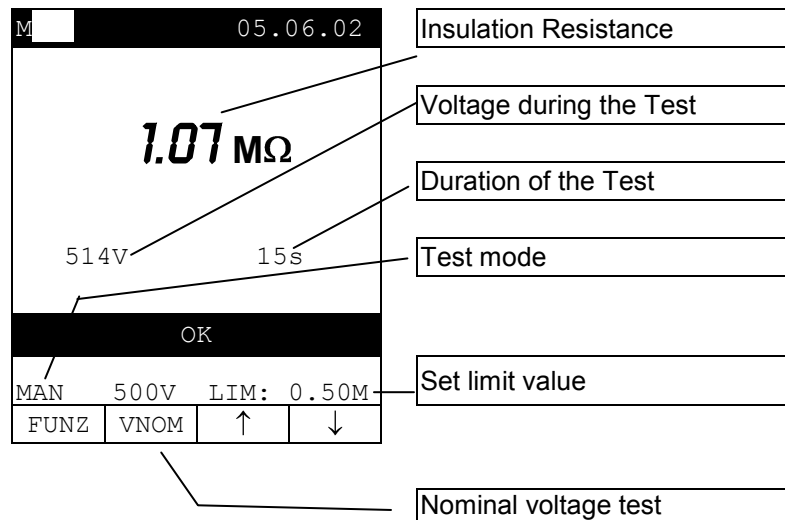 M 05.06.02
1.07 MΩ
514V 15s
OK
MAN 500V LIM: 0.50M
FUNZ VNOM ↑ ↓
Insulation Resistance
Voltage during the Test
Duration of the Test
Test mode
Set limit value
Nominal voltage test